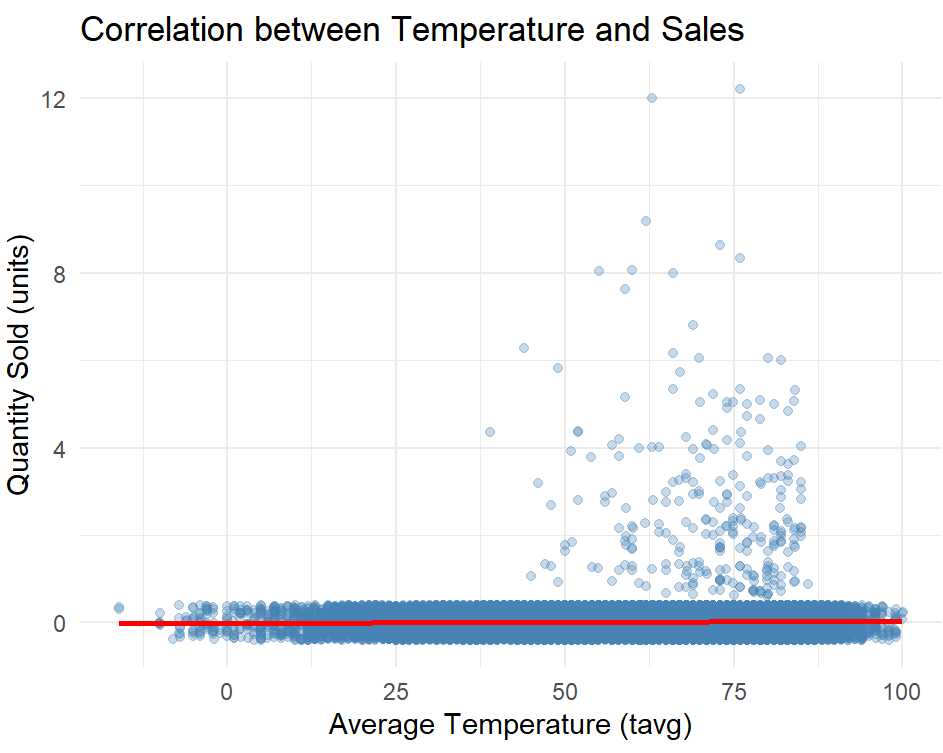 Correlation between Temperature and Sales
12
8
4
0
Quantity Sold (units)
0 25 50 75 100
Average Temperature (tavg)